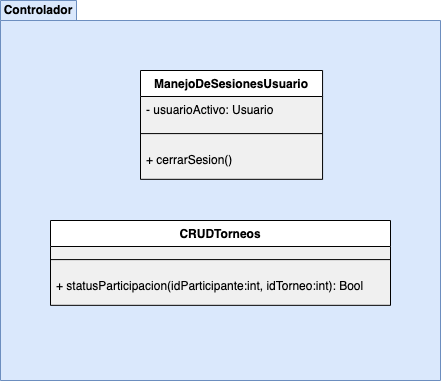 Controlador
ManejoDeSesionesUsuario
- usuarioActivo: Usuario
+ cerrarSesion()
CRUDTorneos
+ statusParticipacion(idParticipante:int, idTorneo:int): Bool